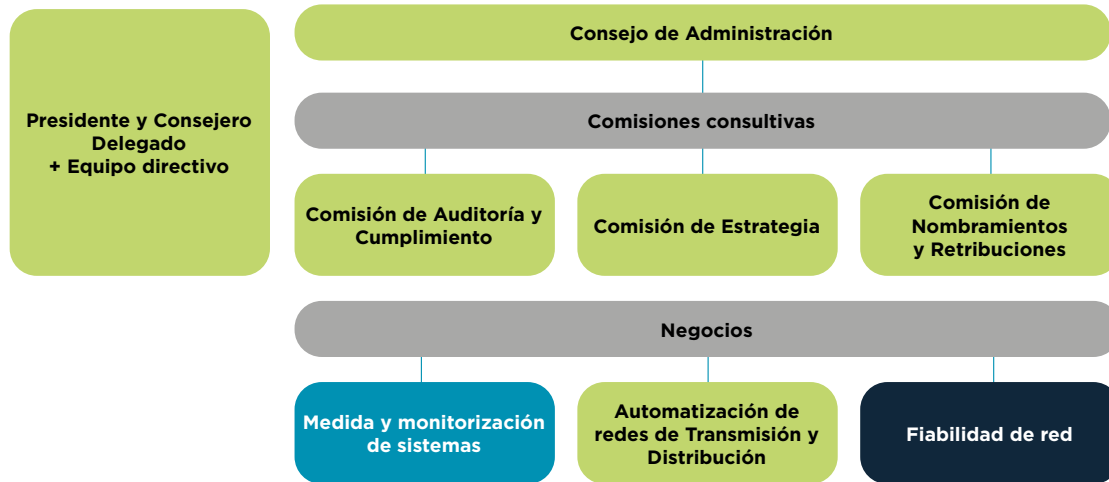 Presidente y Consejero
Delegado
+ Equipo directivo
Consejo de Administración
Comisiones consultivas
Comisión de Auditoría y
Cumplimiento
Comisión de Estrategia
Comisión de
Nombramientos
y Retribuciones
Negocios
Medida y monitorización
de sistemas
Automatización de
redes de Transmisión y
Distribución
Fiabilidad de red